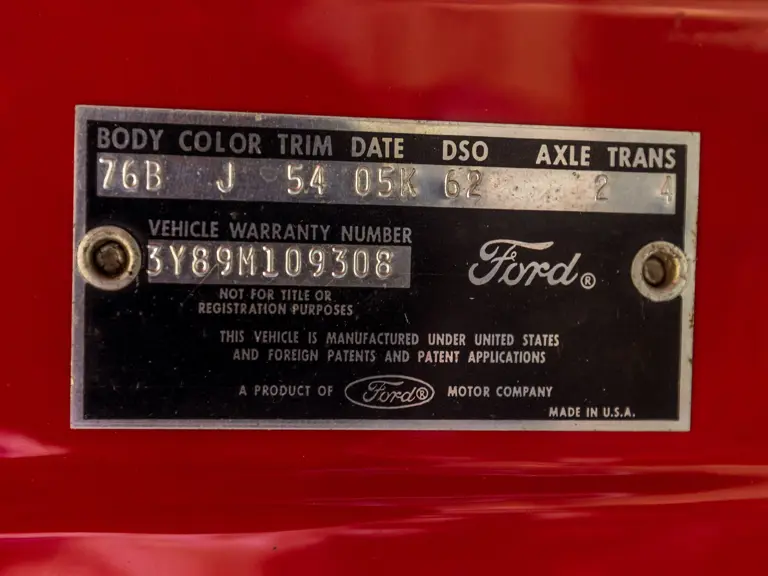 BODY COLOR TRIM DATE DSO AXLE TRANS
76B J 54 05K 62 2 4
VEHICLE WARRANTY NUMBER
3Y89M109308
Ford®
NOT FOR TITLE OR
REGISTRATION PURPOSES
THIS VEHICLE IS MANUFACTURED UNDER UNITED STATES
AND FOREIGN PATENTS AND PATENT APPLICATIONS
A PRODUCT OF Ford® MOTOR COMPANY
MADE IN U.S.A.